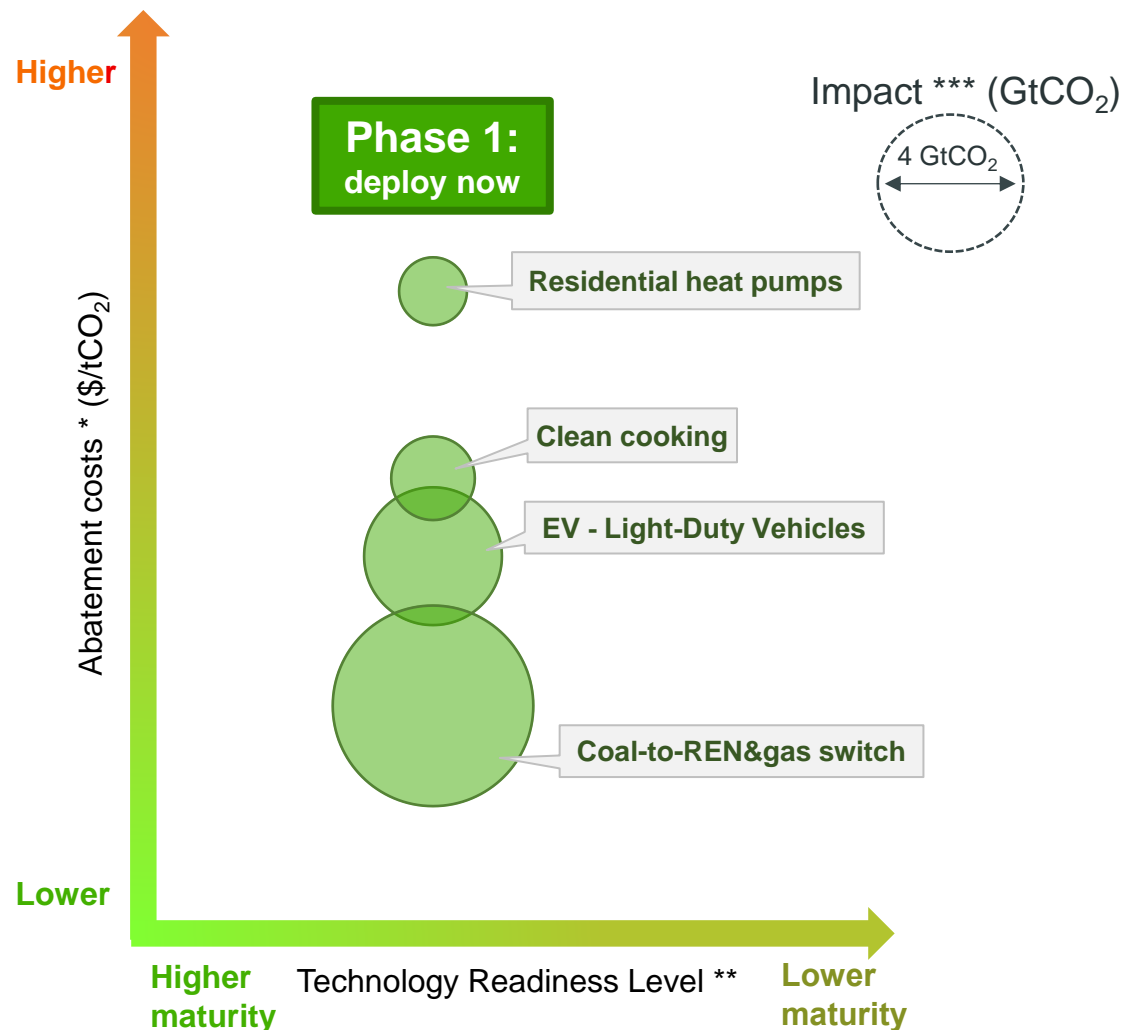 Higher
Impact *** (GtCO₂)
4 GtCO₂
Phase 1:
deploy now
Residential heat pumps
Clean cooking
EV - Light-Duty Vehicles
Coal-to-REN&gas switch
Abatement costs * ($/tCO₂)
Lower
Higher
maturity
Technology Readiness Level **
Lower
maturity